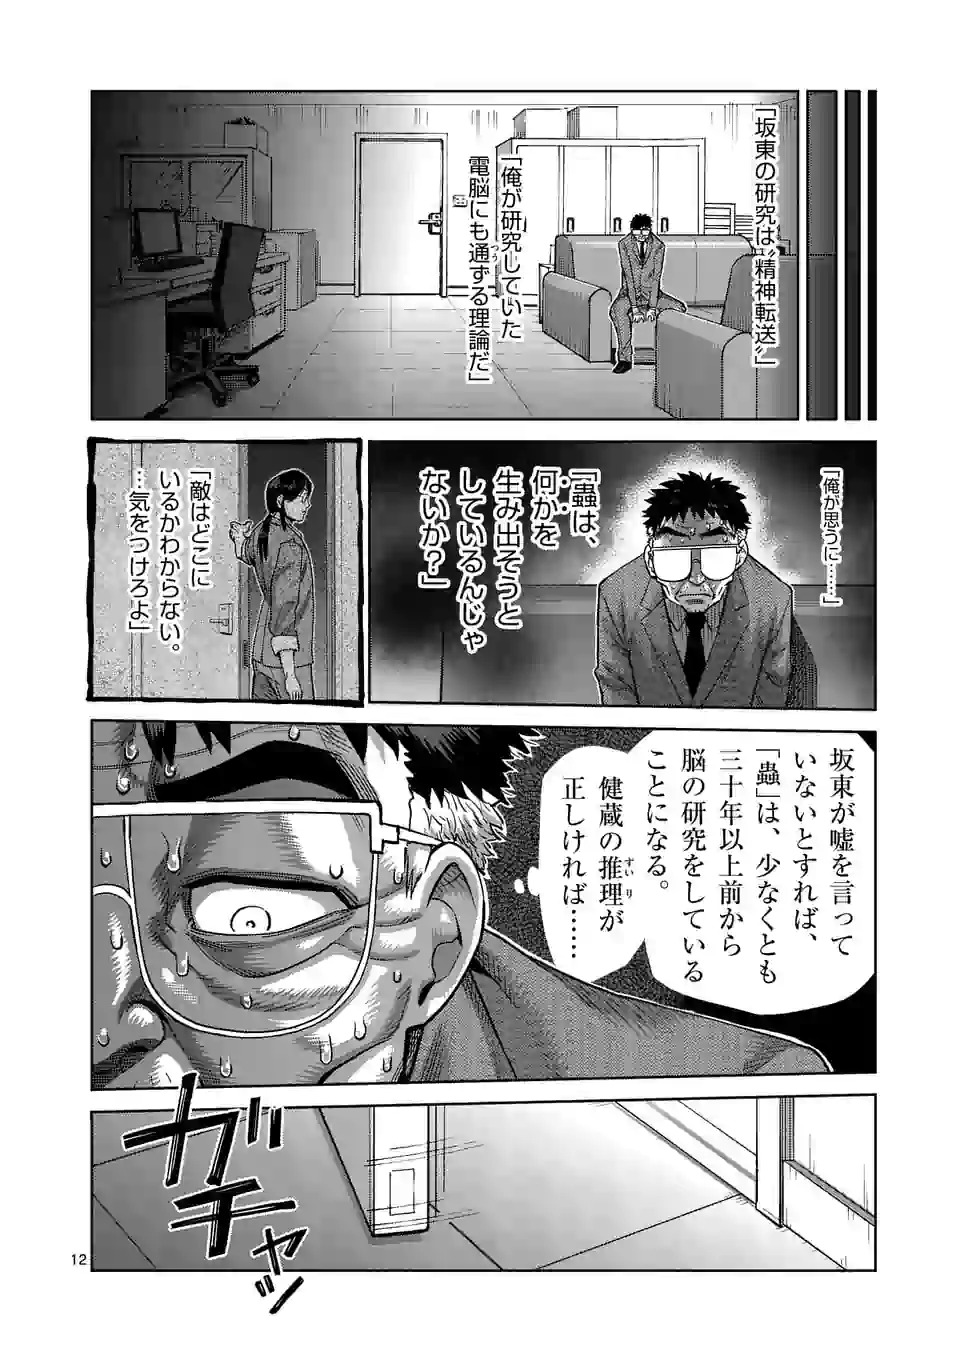 「坂東の研究は〝精神転送〟」
「俺が研究していた
電脳にも通ずる理論だ」
つう
「俺が思うに……」
「蟲は、
何かを
生み出そうと
しているんじゃ
ないか?」
「敵はどこに
いるかわからない。
…気をつけろよ」
坂東が嘘を言って
いないとすれば、
「蟲」は、少なくとも
三十年以上前から
脳の研究をしている
ことになる。
健蔵の推理が
すいり
正しければ……
ガチャッ
12